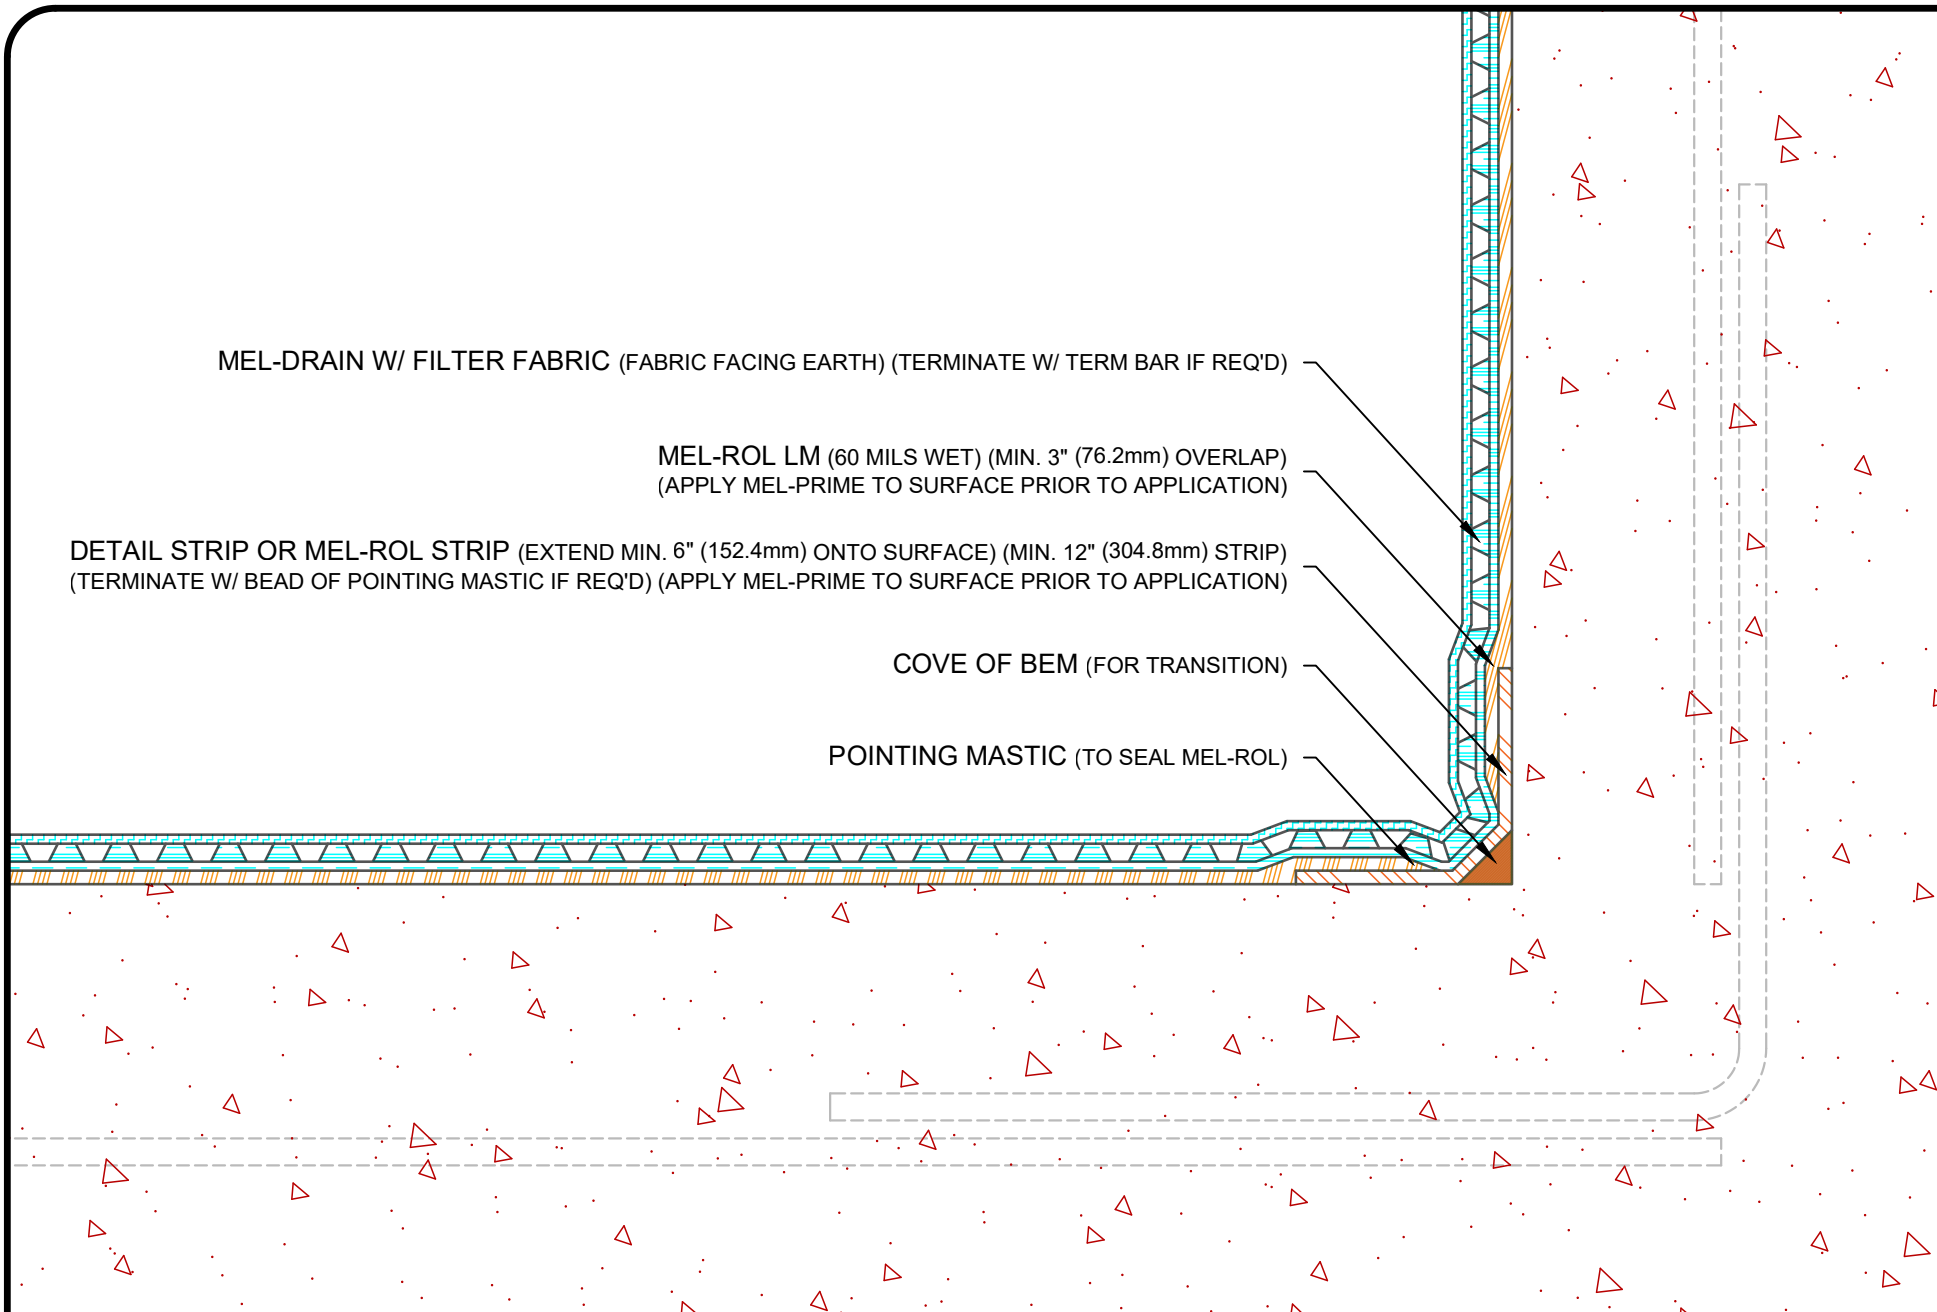 MEL-DRAIN W/ FILTER FABRIC (FABRIC FACING EARTH) (TERMINATE W/ TERM BAR IF REQ'D)
MEL-ROL LM (60 MILS WET) (MIN. 3" (76.2mm) OVERLAP)
(APPLY MEL-PRIME TO SURFACE PRIOR TO APPLICATION)
DETAIL STRIP OR MEL-ROL STRIP (EXTEND MIN. 6" (152.4mm) ONTO SURFACE) (MIN. 12" (304.8mm) STRIP)
(TERMINATE W/ BEAD OF POINTING MASTIC IF REQ'D) (APPLY MEL-PRIME TO SURFACE PRIOR TO APPLICATION)
COVE OF BEM (FOR TRANSITION)
POINTING MASTIC (TO SEAL MEL-ROL)